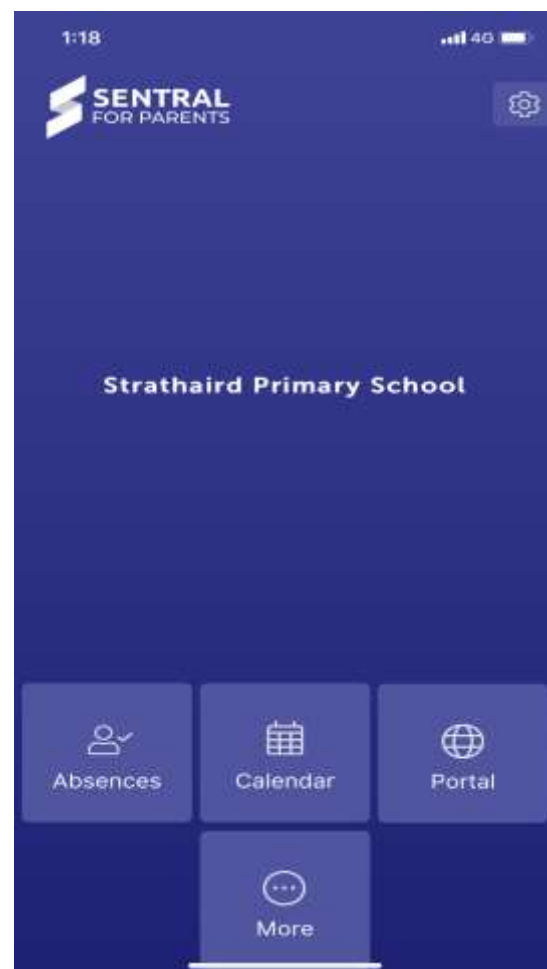 1:18
4G
SENTRAL
FOR PARENTS
Strathaird Primary School
Absences
Calendar
Portal
More